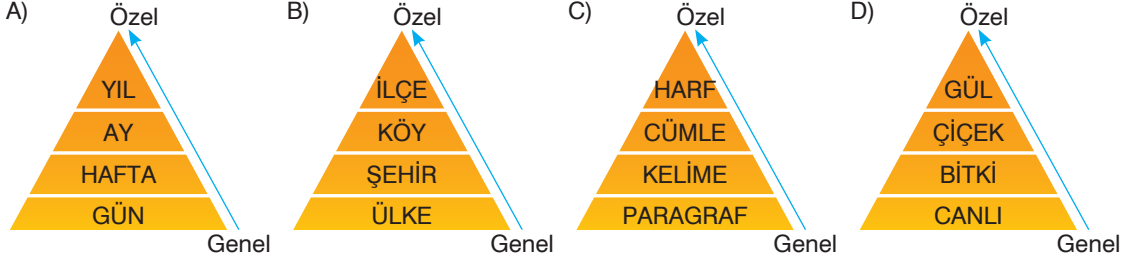 A) Özel
YIL
AY
HAFTA
GÜN
Genel
B) Özel
İLÇE
KÖY
ŞEHİR
ÜLKE
Genel
C) Özel
HARF
CÜMLE
KELİME
PARAGRAF
Genel
D) Özel
GÜL
ÇİÇEK
BİTKİ
CANLI
Genel